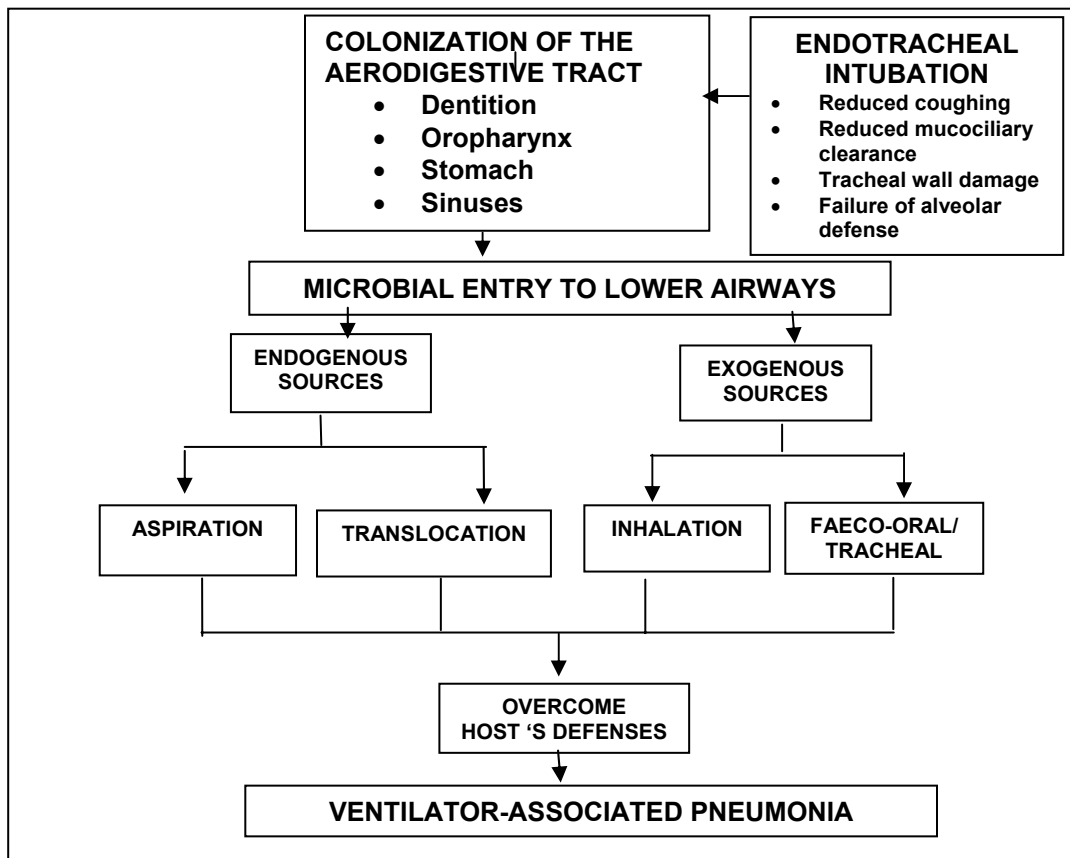 COLONIZATION OF THE
AERODIGESTIVE TRACT
• Dentition
• Oropharynx
• Stomach
• Sinuses
ENDOTRACHEAL
INTUBATION
• Reduced coughing
• Reduced mucociliary
clearance
• Tracheal wall damage
• Failure of alveolar
defense
MICROBIAL ENTRY TO LOWER AIRWAYS
ENDOGENOUS
SOURCES
EXOGENOUS
SOURCES
ASPIRATION
TRANSLOCATION
INHALATION
FAECO-ORAL/
TRACHEAL
OVERCOME
HOST ‘S DEFENSES
VENTILATOR-ASSOCIATED PNEUMONIA